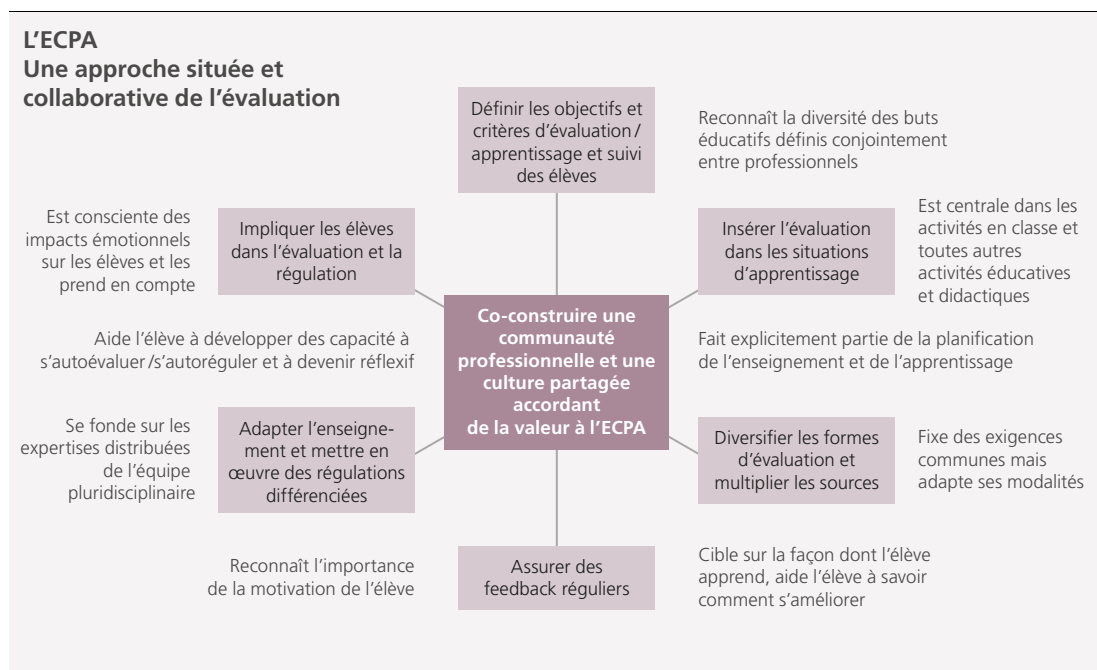 L'ECPA
Une approche située et
collaborative de l'évaluation
Définir les objectifs et
critères d'évaluation/
apprentissage et suivi
des élèves
Reconnaît la diversité des buts
éducatifs définis conjointement
entre professionnels
Est consciente des
impacts émotionnels
sur les élèves et les
prend en compte
Impliquer les élèves
dans l'évaluation et la
régulation
Insérer l'évaluation
dans les situations
d'apprentissage
Est centrale dans les
activités en classe et
toutes autres
activités éducatives
et didactiques
Co-construire une
communauté
professionnelle et une
culture partagée
accordant
de la valeur à l'ECPA
Aide l'élève à développer des capacité à
s'autoévaluer/s'autoréguler et à devenir réflexif
Fait explicitement partie de la planification
de l'enseignement et de l'apprentissage
Se fonde sur les
expertises distribuées
de l'équipe
pluridisciplinaire
Adapter l'enseigne-
ment et mettre en
œuvre des régulations
différenciées
Diversifier les formes
d'évaluation et
multiplier les sources
Fixe des exigences
communes mais
adapte ses modalités
Reconnaît l'importance
de la motivation de l'élève
Assurer des
feedback réguliers
Cible sur la façon dont l'élève
apprend, aide l'élève à savoir
comment s'améliorer